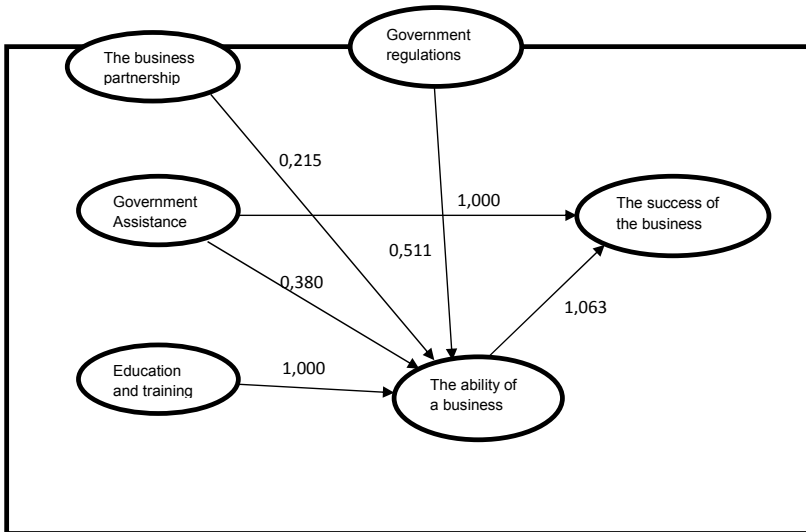 The business
partnership
Government
regulations
0,215
Government
Assistance
1,000
The success of
the business
0,511
0,380
1,063
Education
and training
1,000
The ability of
a business